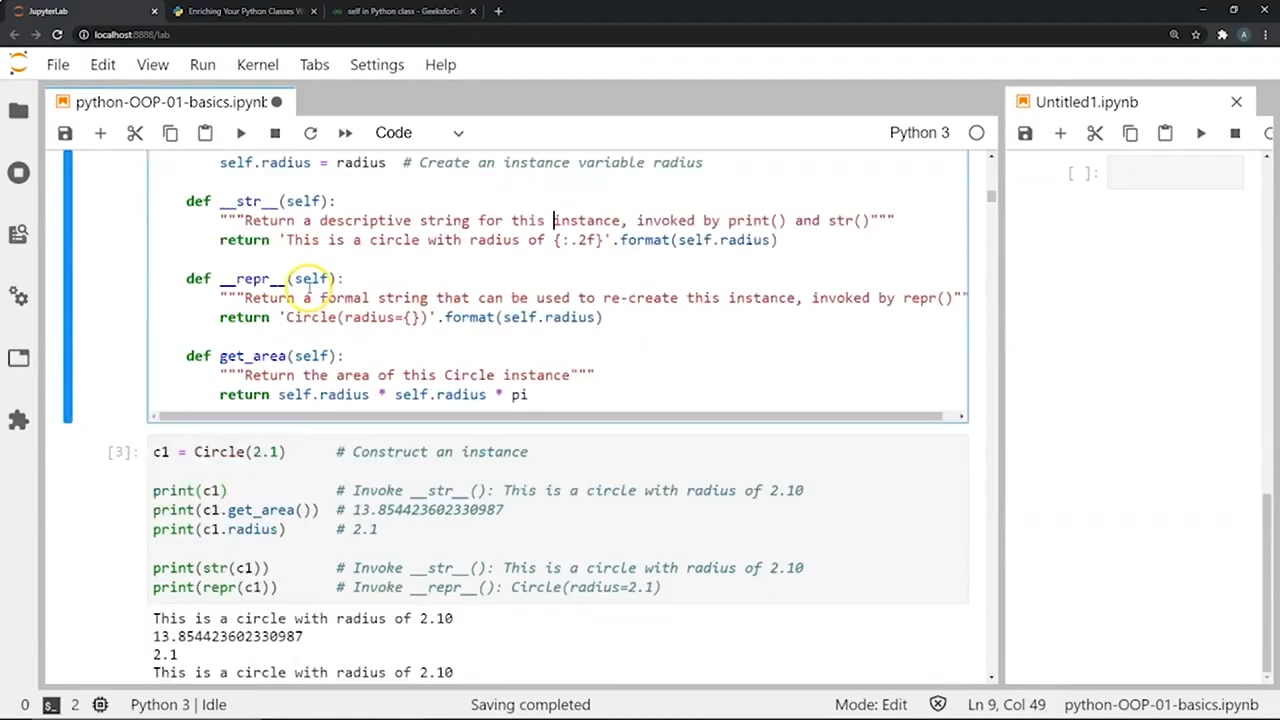 JupyterLab
Enriching Your Python Classes W
self in Python class - GeeksforGe
localhost:8888/lab
A
File Edit View Run Kernel Tabs Settings Help
python-OOP-01-basics.ipynb
Untitled1.ipynb
Code
Python 3
self.radius = radius  # Create an instance variable radius
def __str__(self):
"""Return a descriptive string for this instance, invoked by print() and str()"""
return 'This is a circle with radius of {:.2f}'.format(self.radius)
def __repr__(self):
"""Return a formal string that can be used to re-create this instance, invoked by repr()""
return 'Circle(radius={})'.format(self.radius)
def get_area(self):
"""Return the area of this Circle instance"""
return self.radius * self.radius * pi
[ ]:
[3]: c1 = Circle(2.1)      # Construct an instance
print(c1)             # Invoke __str__(): This is a circle with radius of 2.10
print(c1.get_area())  # 13.854423602330987
print(c1.radius)      # 2.1
print(str(c1))        # Invoke __str__(): This is a circle with radius of 2.10
print(repr(c1))       # Invoke __repr__(): Circle(radius=2.1)
This is a circle with radius of 2.10
13.854423602330987
2.1
This is a circle with radius of 2.10
0 2 Python 3 | Idle Saving completed Mode: Edit Ln 9, Col 49 python-OOP-01-basics.ipynb